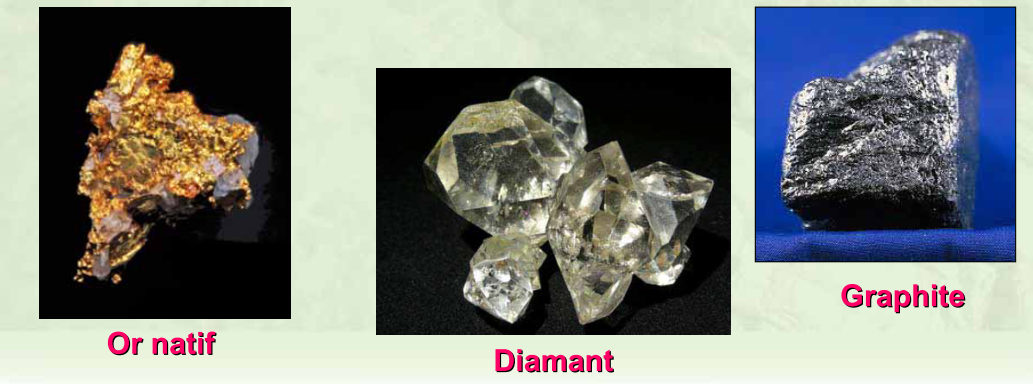 Or natif
Diamant
Graphite